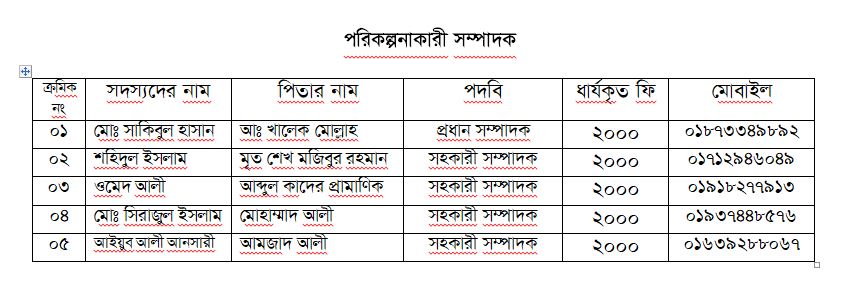 পরিকল্পনাকারী সম্পাদক
ক্রমিক নং সদস্যদের নাম পিতার নাম পদবি ধার্যকৃত ফি মোবাইল
০১ মোঃ সাকিবুল হাসান আঃ খালেক মোল্লাহ প্রধান সম্পাদক ২০০০ ০১৮৭৩৩৪৯৮৯২
০২ শহিদুল ইসলাম মৃত শেখ মজিবুর রহমান সহকারী সম্পাদক ২০০০ ০১৭১২৯৪৬০৪৯
০৩ ওমেদ আলী আব্দুল কাদের প্রামাণিক সহকারী সম্পাদক ২০০০ ০১৯১৮২৭৭৯১৩
০৪ মোঃ সিরাজুল ইসলাম মোহাম্মাদ আলী সহকারী সম্পাদক ২০০০ ০১৯৩৭৪৪৮৫৭৬
০৫ আইয়ুব আলী আনসারী আমজাদ আলী সহকারী সম্পাদক ২০০০ ০১৬৩৯২৮৮০৬৭